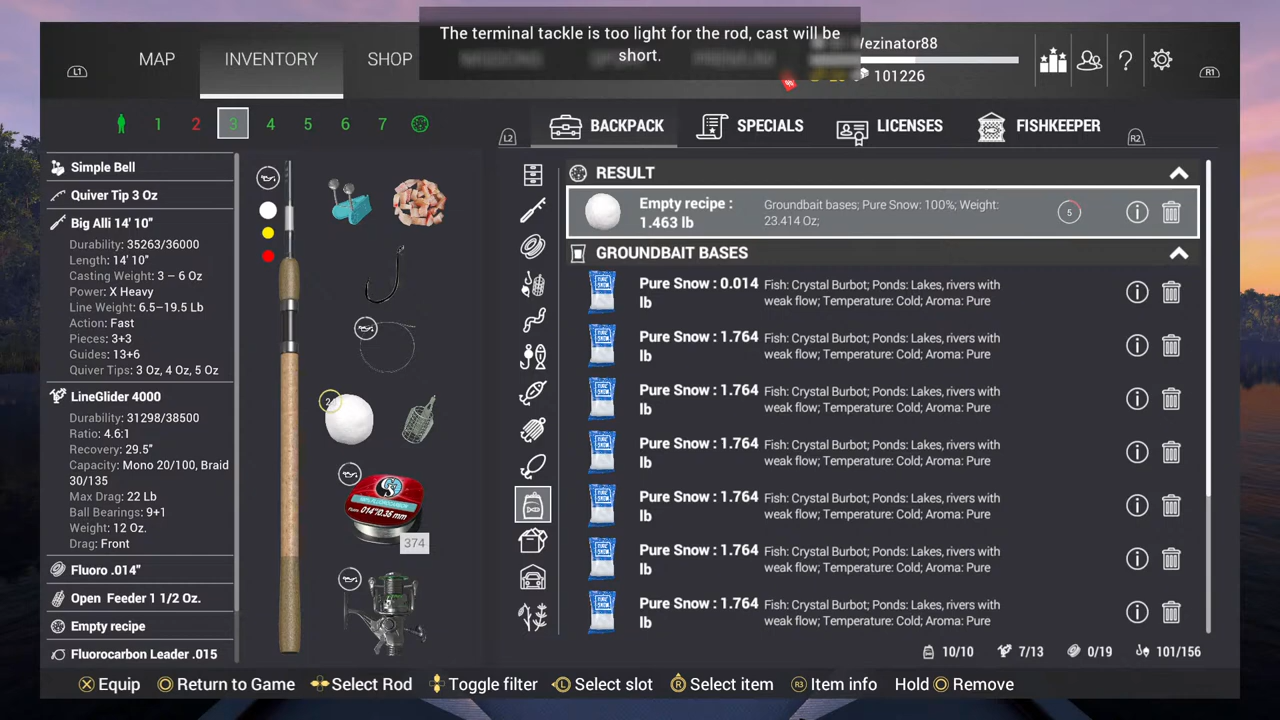 The terminal tackle is too light for the rod, cast will be
short.
L1
MAP
INVENTORY
SHOP
Wezinator88
101226
?
R1
1
2
3
4
5
6
7
L2
BACKPACK
SPECIALS
LICENSES
FISHKEEPER
R2
Simple Bell
Quiver Tip 3 Oz
Big Alli 14' 10"
Durability: 35263/36000
Length: 14' 10"
Casting Weight: 3 – 6 Oz
Power: X Heavy
Line Weight: 6.5–19.5 Lb
Action: Fast
Pieces: 3+3
Guides: 13+6
Quiver Tips: 3 Oz, 4 Oz, 5 Oz
LineGlider 4000
Durability: 31298/38500
Ratio: 4.6:1
Recovery: 29.5"
Capacity: Mono 20/100, Braid
30/135
Max Drag: 22 Lb
Ball Bearings: 9+1
Weight: 12 Oz.
Drag: Front
Fluoro .014"
Open Feeder 1 1/2 Oz.
Empty recipe
Fluorocarbon Leader .015
.014"/0.35 mm
374
RESULT
Empty recipe :
1.463 lb
Groundbait bases; Pure Snow: 100%; Weight:
23.414 Oz;
5
GROUNDBAIT BASES
Pure Snow : 0.014
lb
Fish: Crystal Burbot; Ponds: Lakes, rivers with
weak flow; Temperature: Cold; Aroma: Pure
Pure Snow : 1.764
lb
Fish: Crystal Burbot; Ponds: Lakes, rivers with
weak flow; Temperature: Cold; Aroma: Pure
Pure Snow : 1.764
lb
Fish: Crystal Burbot; Ponds: Lakes, rivers with
weak flow; Temperature: Cold; Aroma: Pure
Pure Snow : 1.764
lb
Fish: Crystal Burbot; Ponds: Lakes, rivers with
weak flow; Temperature: Cold; Aroma: Pure
Pure Snow : 1.764
lb
Fish: Crystal Burbot; Ponds: Lakes, rivers with
weak flow; Temperature: Cold; Aroma: Pure
Pure Snow : 1.764
lb
Fish: Crystal Burbot; Ponds: Lakes, rivers with
weak flow; Temperature: Cold; Aroma: Pure
Pure Snow : 1.764
lb
Fish: Crystal Burbot; Ponds: Lakes, rivers with
weak flow; Temperature: Cold; Aroma: Pure
10/10
7/13
0/19
101/156
Equip
Return to Game
Select Rod
Toggle filter
L Select slot
R Select item
R3 Item info
Hold Remove